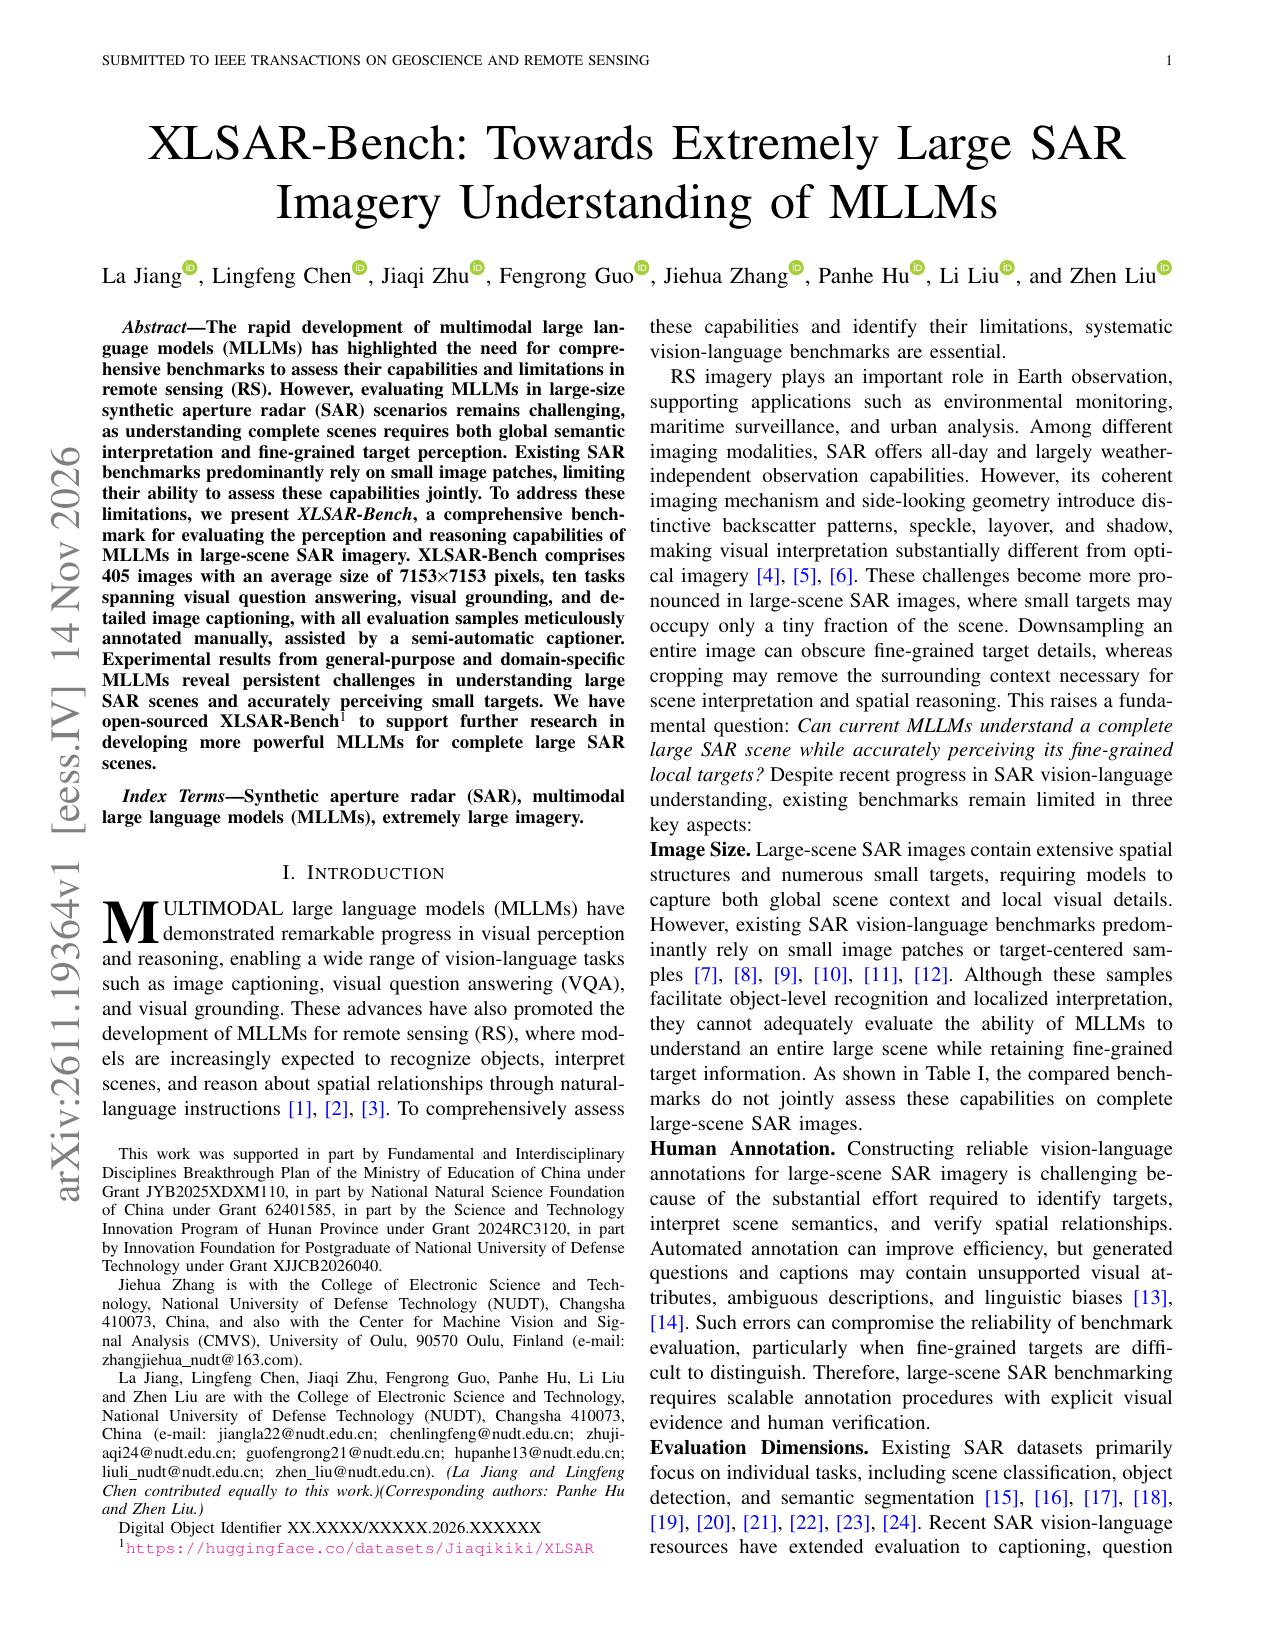 SUBMITTED TO IEEE TRANSACTIONS ON GEOSCIENCE AND REMOTE SENSING 1
XLSAR-Bench: Towards Extremely Large SAR
Imagery Understanding of MLLMs
La Jiang, Lingfeng Chen, Jiaqi Zhu, Fengrong Guo, Jiehua Zhang, Panhe Hu, Li Liu, and Zhen Liu
arXiv:2611.19364v1 [eess.IV] 14 Nov 2026
Abstract—The rapid development of multimodal large lan-
guage models (MLLMs) has highlighted the need for compre-
hensive benchmarks to assess their capabilities and limitations in
remote sensing (RS). However, evaluating MLLMs in large-size
synthetic aperture radar (SAR) scenarios remains challenging,
as understanding complete scenes requires both global semantic
interpretation and fine-grained target perception. Existing SAR
benchmarks predominantly rely on small image patches, limiting
their ability to assess these capabilities jointly. To address these
limitations, we present XLSAR-Bench, a comprehensive bench-
mark for evaluating the perception and reasoning capabilities of
MLLMs in large-scene SAR imagery. XLSAR-Bench comprises
405 images with an average size of 7153×7153 pixels, ten tasks
spanning visual question answering, visual grounding, and de-
tailed image captioning, with all evaluation samples meticulously
annotated manually, assisted by a semi-automatic captioner.
Experimental results from general-purpose and domain-specific
MLLMs reveal persistent challenges in understanding large
SAR scenes and accurately perceiving small targets. We have
open-sourced XLSAR-Bench1 to support further research in
developing more powerful MLLMs for complete large SAR
scenes.
Index Terms—Synthetic aperture radar (SAR), multimodal
large language models (MLLMs), extremely large imagery.
I. INTRODUCTION
MULTIMODAL large language models (MLLMs) have
demonstrated remarkable progress in visual perception
and reasoning, enabling a wide range of vision-language tasks
such as image captioning, visual question answering (VQA),
and visual grounding. These advances have also promoted the
development of MLLMs for remote sensing (RS), where mod-
els are increasingly expected to recognize objects, interpret
scenes, and reason about spatial relationships through natural-
language instructions [1], [2], [3]. To comprehensively assess
This work was supported in part by Fundamental and Interdisciplinary
Disciplines Breakthrough Plan of the Ministry of Education of China under
Grant JYB2025XDXM110, in part by National Natural Science Foundation
of China under Grant 62401585, in part by the Science and Technology
Innovation Program of Hunan Province under Grant 2024RC3120, in part
by Innovation Foundation for Postgraduate of National University of Defense
Technology under Grant XJJCB2026040.
Jiehua Zhang is with the College of Electronic Science and Tech-
nology, National University of Defense Technology (NUDT), Changsha
410073, China, and also with the Center for Machine Vision and Sig-
nal Analysis (CMVS), University of Oulu, 90570 Oulu, Finland (e-mail:
zhangjiehua_nudt@163.com).
La Jiang, Lingfeng Chen, Jiaqi Zhu, Fengrong Guo, Panhe Hu, Li Liu
and Zhen Liu are with the College of Electronic Science and Technology,
National University of Defense Technology (NUDT), Changsha 410073,
China (e-mail: jiangla22@nudt.edu.cn; chenlingfeng@nudt.edu.cn; zhuji-
aqi24@nudt.edu.cn; guofengrong21@nudt.edu.cn; hupanhe13@nudt.edu.cn;
liuli_nudt@nudt.edu.cn; zhen_liu@nudt.edu.cn). (La Jiang and Lingfeng
Chen contributed equally to this work.)(Corresponding authors: Panhe Hu
and Zhen Liu.)
Digital Object Identifier XX.XXXX/XXXXX.2026.XXXXXX
1https://huggingface.co/datasets/Jiaqikiki/XLSAR
these capabilities and identify their limitations, systematic
vision-language benchmarks are essential.
RS imagery plays an important role in Earth observation,
supporting applications such as environmental monitoring,
maritime surveillance, and urban analysis. Among different
imaging modalities, SAR offers all-day and largely weather-
independent observation capabilities. However, its coherent
imaging mechanism and side-looking geometry introduce dis-
tinctive backscatter patterns, speckle, layover, and shadow,
making visual interpretation substantially different from opti-
cal imagery [4], [5], [6]. These challenges become more pro-
nounced in large-scene SAR images, where small targets may
occupy only a tiny fraction of the scene. Downsampling an
entire image can obscure fine-grained target details, whereas
cropping may remove the surrounding context necessary for
scene interpretation and spatial reasoning. This raises a funda-
mental question: Can current MLLMs understand a complete
large SAR scene while accurately perceiving its fine-grained
local targets? Despite recent progress in SAR vision-language
understanding, existing benchmarks remain limited in three
key aspects:
Image Size. Large-scene SAR images contain extensive spatial
structures and numerous small targets, requiring models to
capture both global scene context and local visual details.
However, existing SAR vision-language benchmarks predom-
inantly rely on small image patches or target-centered sam-
ples [7], [8], [9], [10], [11], [12]. Although these samples
facilitate object-level recognition and localized interpretation,
they cannot adequately evaluate the ability of MLLMs to
understand an entire large scene while retaining fine-grained
target information. As shown in Table I, the compared bench-
marks do not jointly assess these capabilities on complete
large-scene SAR images.
Human Annotation. Constructing reliable vision-language
annotations for large-scene SAR imagery is challenging be-
cause of the substantial effort required to identify targets,
interpret scene semantics, and verify spatial relationships.
Automated annotation can improve efficiency, but generated
questions and captions may contain unsupported visual at-
tributes, ambiguous descriptions, and linguistic biases [13],
[14]. Such errors can compromise the reliability of benchmark
evaluation, particularly when fine-grained targets are diffi-
cult to distinguish. Therefore, large-scene SAR benchmarking
requires scalable annotation procedures with explicit visual
evidence and human verification.
Evaluation Dimensions. Existing SAR datasets primarily
focus on individual tasks, including scene classification, object
detection, and semantic segmentation [15], [16], [17], [18],
[19], [20], [21], [22], [23], [24]. Recent SAR vision-language
resources have extended evaluation to captioning, question